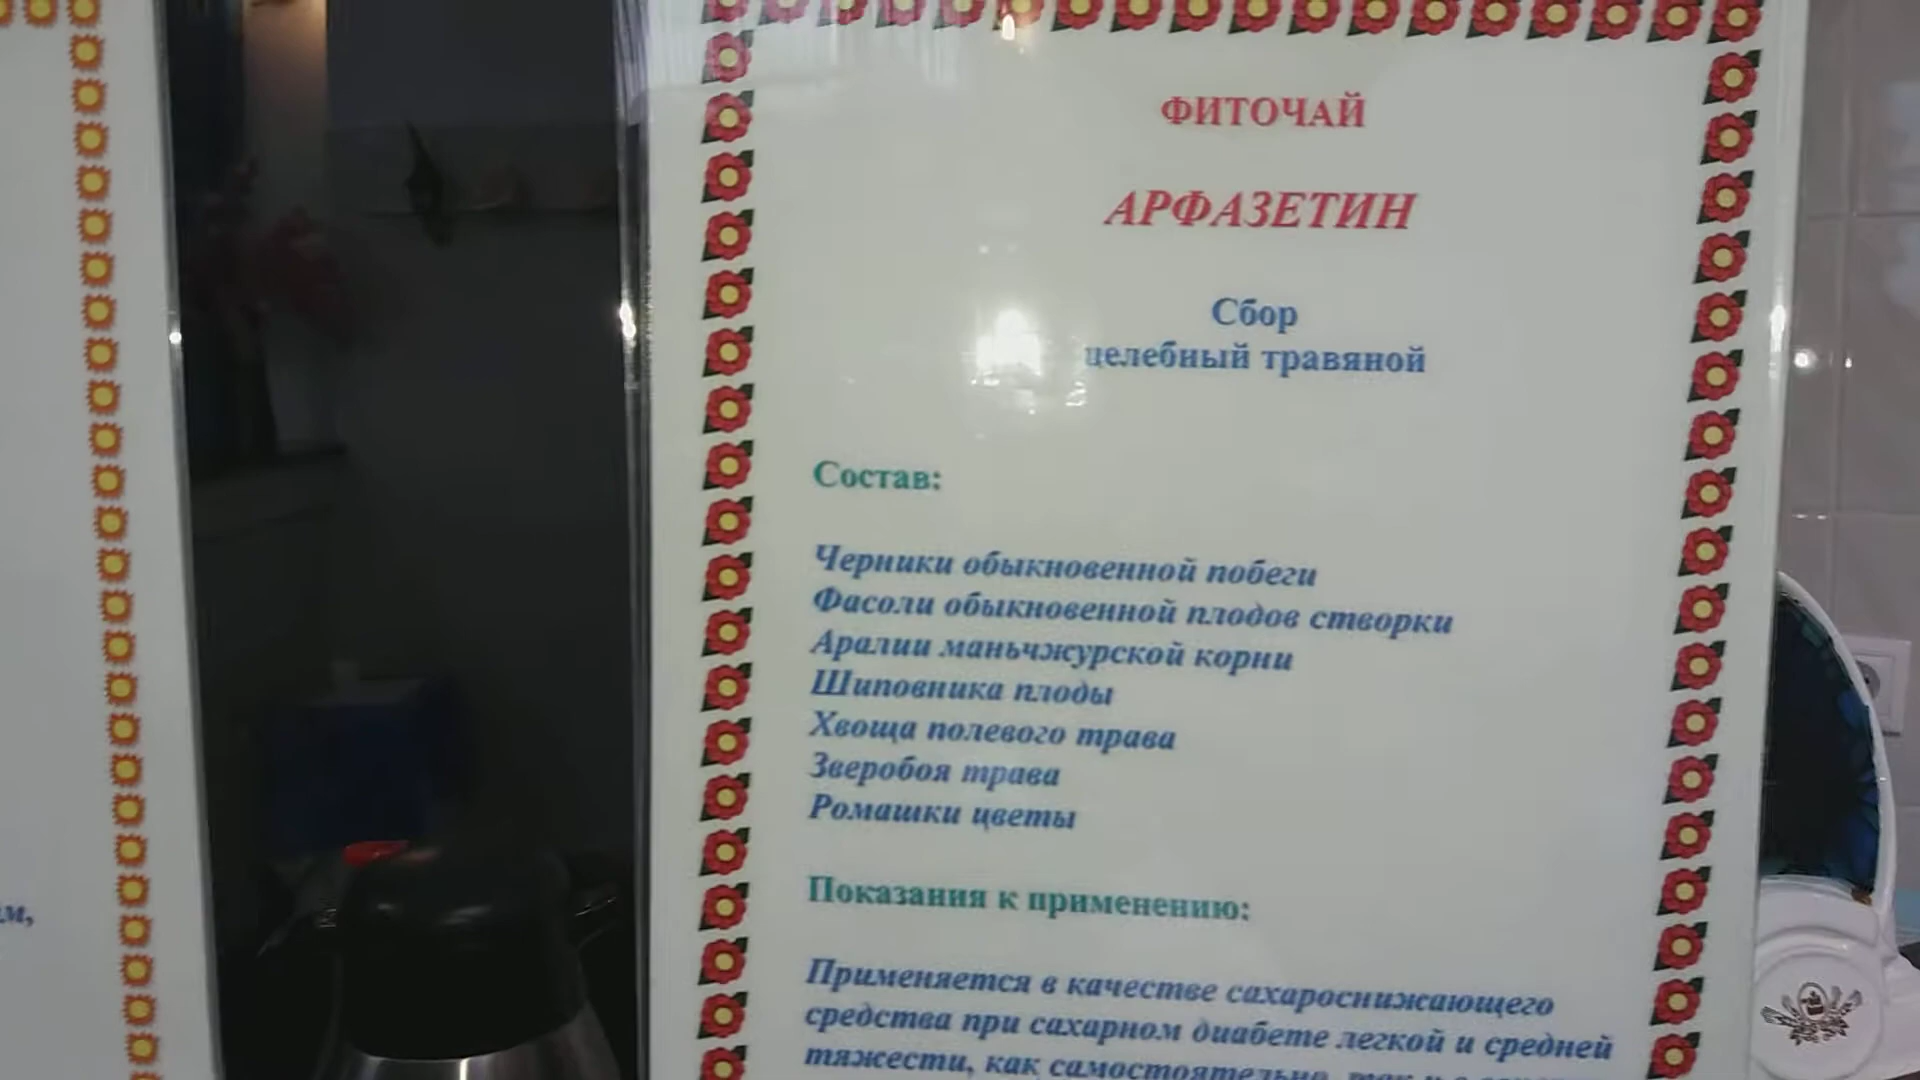 ФИТОЧАЙ
АРФАЗЕТИН
Сбор
целебный травяной
Состав:
Черники обыкновенной побеги
Фасоли обыкновенной плодов створки
Аралии маньчжурской корни
Шиповника плоды
Хвоща полевого трава
Зверобоя трава
Ромашки цветы
Показания к применению:
Применяется в качестве сахароснижающего
средства при сахарном диабете легкой и средней
тяжести, как самостоятельно, так и в